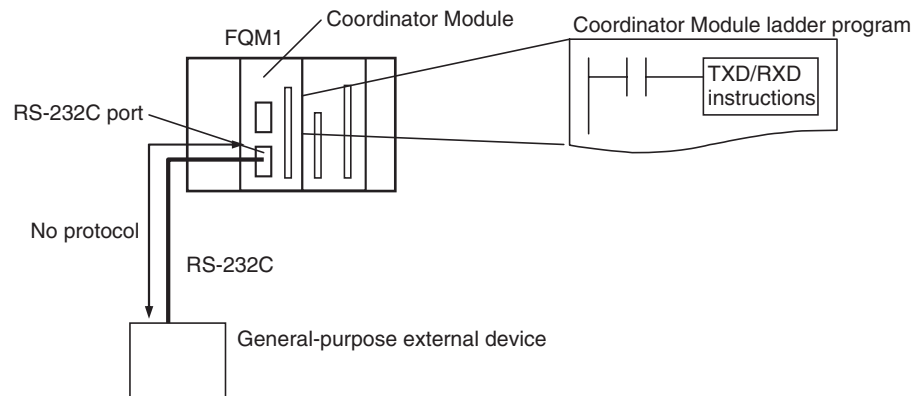 Coordinator Module
Coordinator Module ladder program
FQM1
TXD/RXD
instructions
RS-232C port
No protocol
RS-232C
General-purpose external device